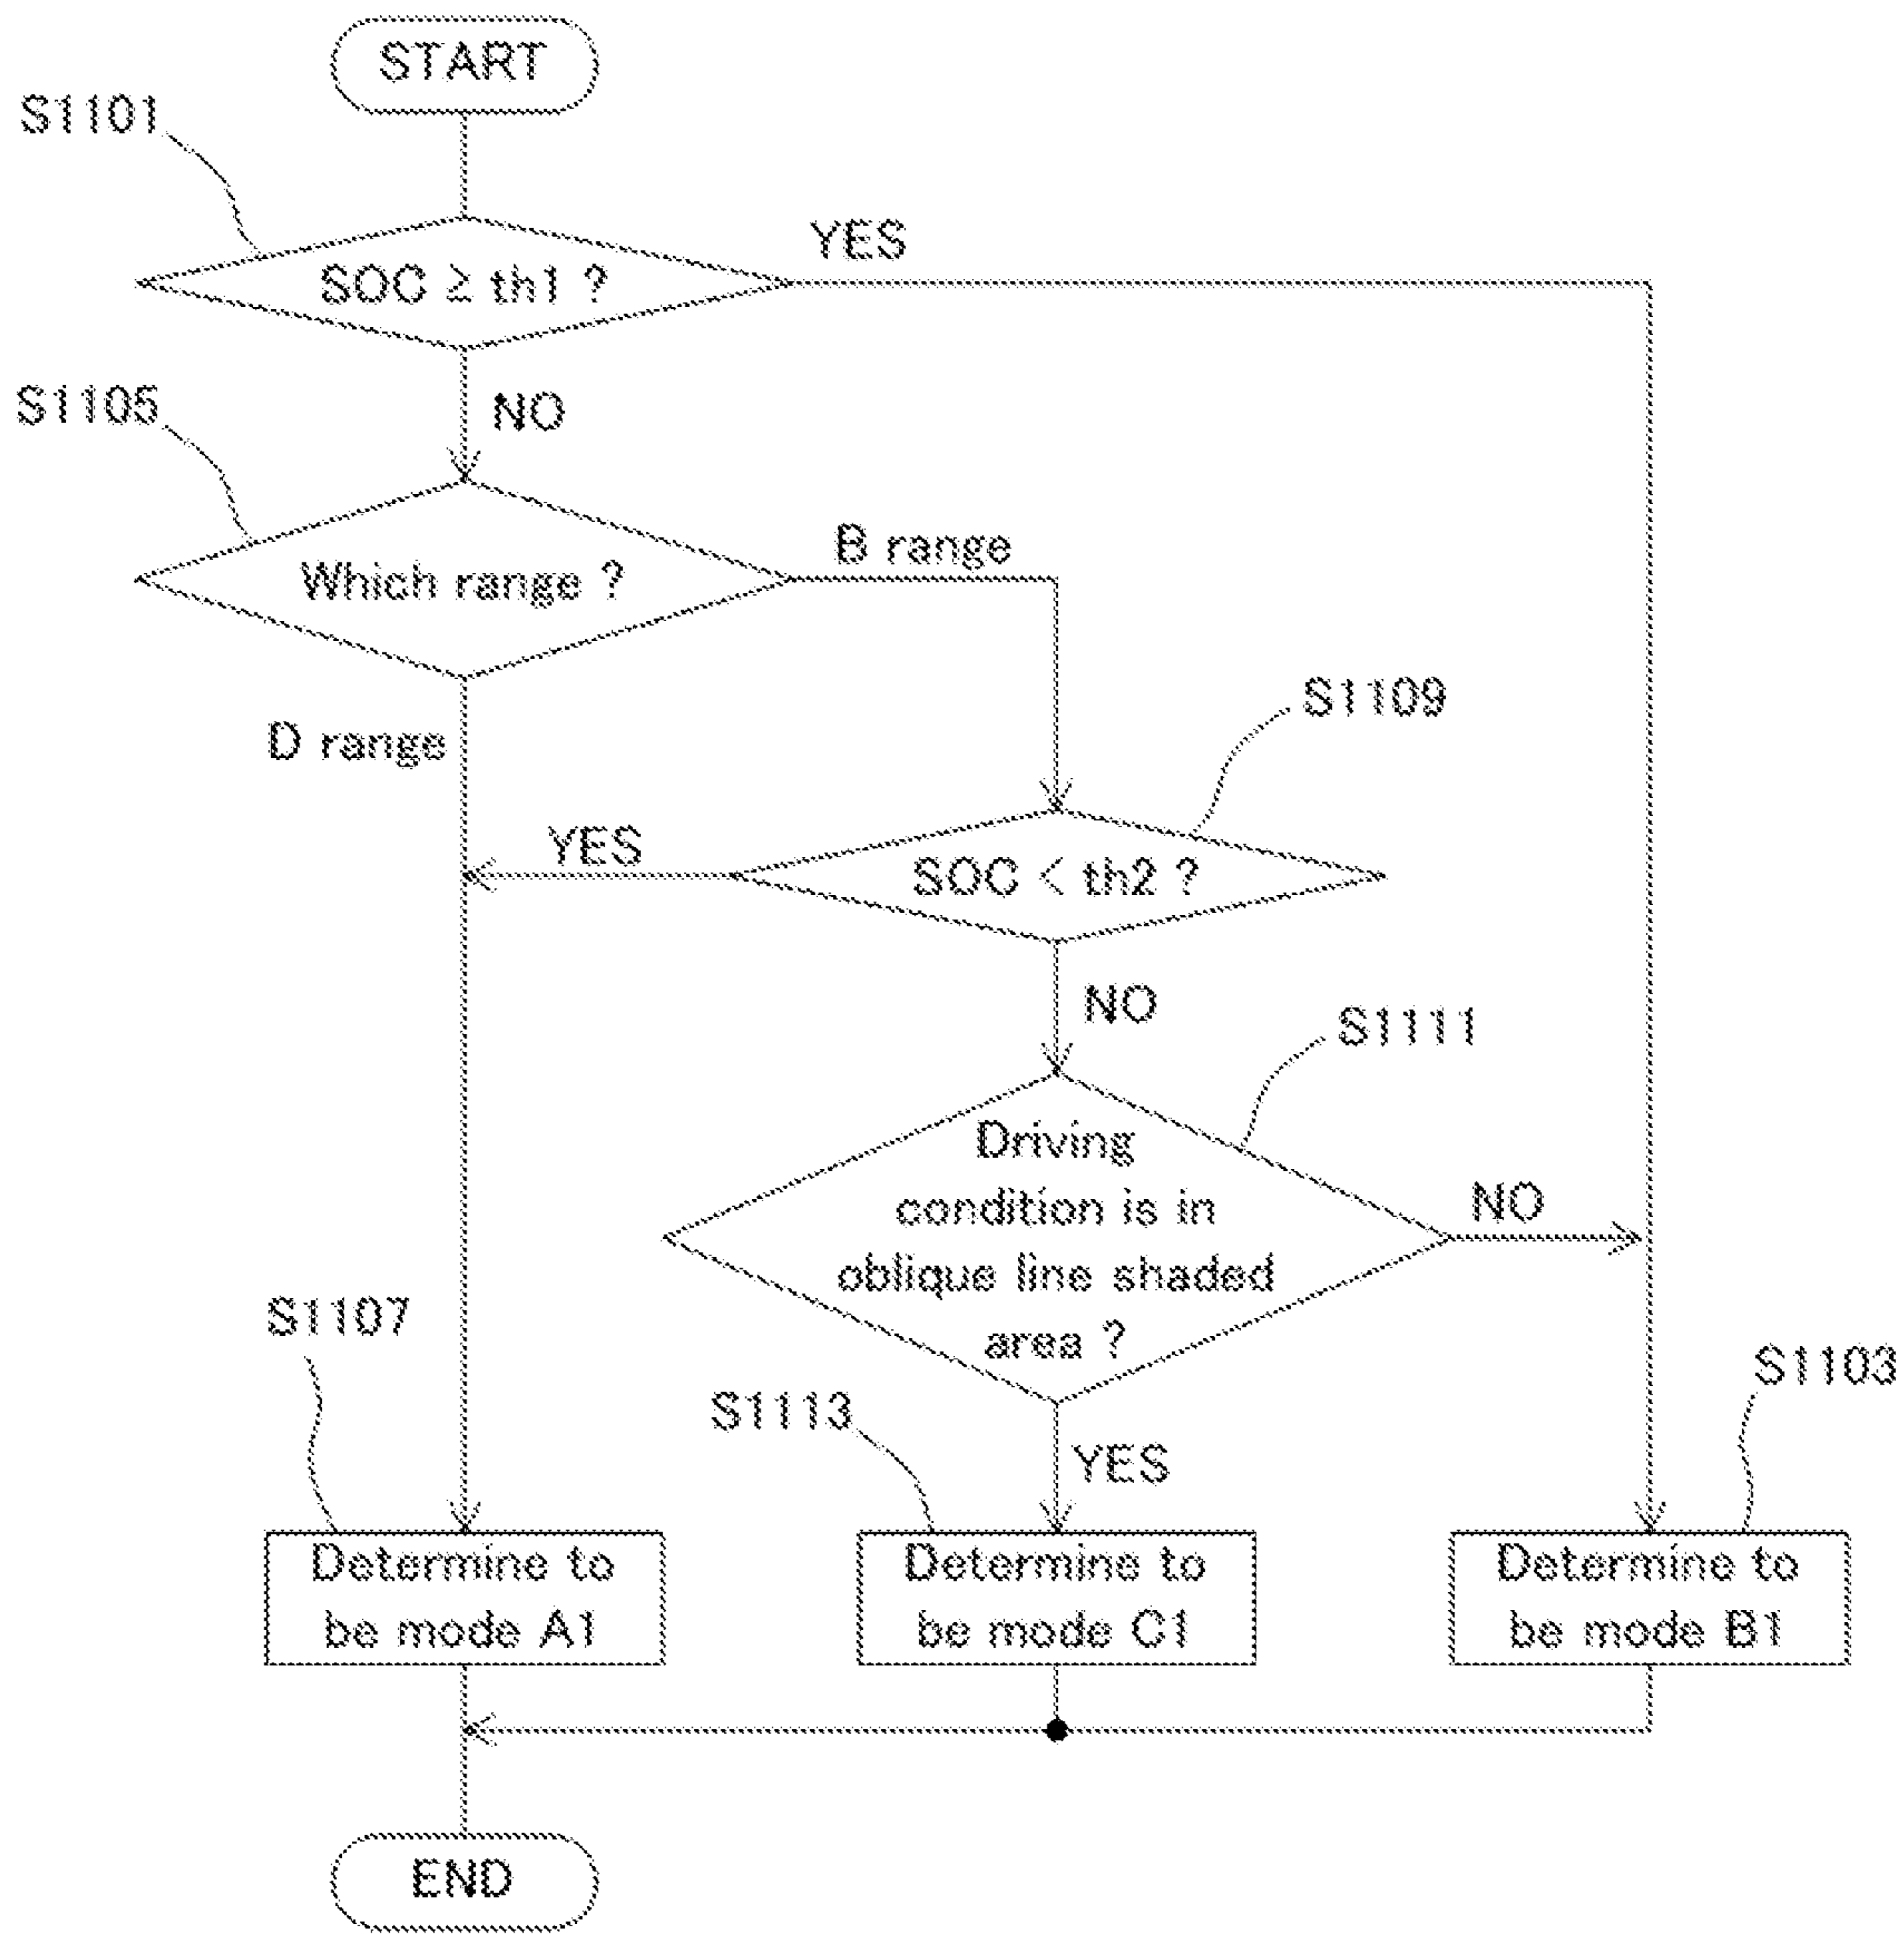 START
S1101
YES
SOC ≥ th1 ?
S1105
NO
B range
Which range ?
S1109
D range
YES
SOC < th2 ?
NO
S1111
Driving
condition is in
oblique line shaded
area ?
NO
S1107
S1113
S1103
YES
Determine to
be mode A1
Determine to
be mode C1
Determine to
be mode B1
END